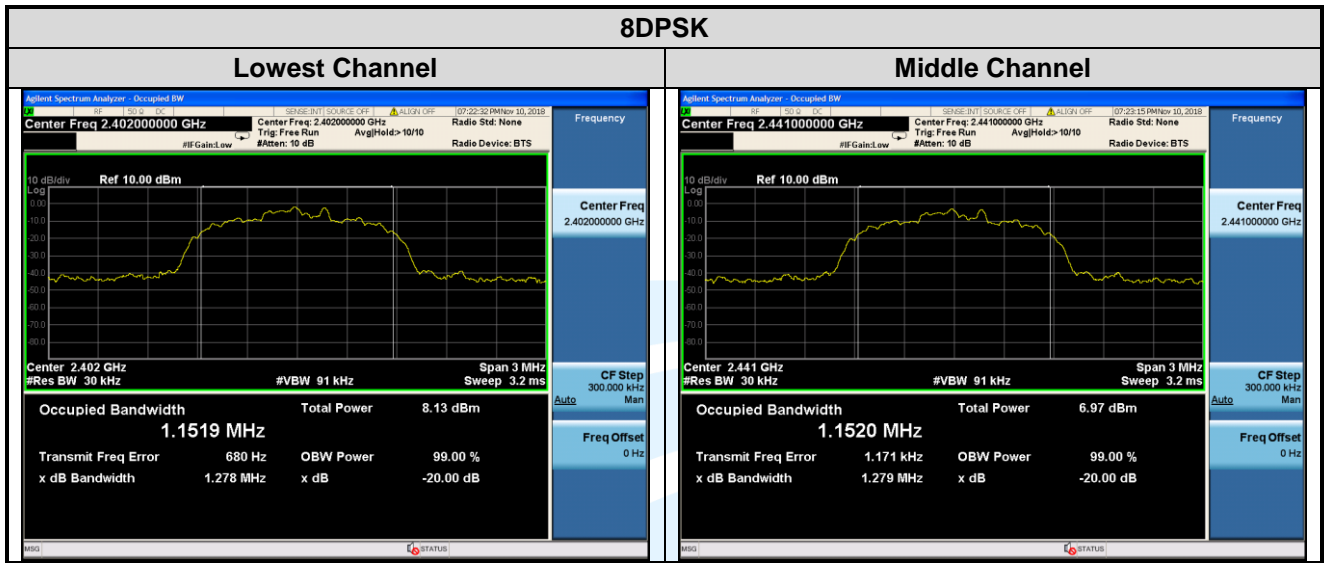 8DPSK
Lowest Channel
Middle Channel
Agilent Spectrum Analyzer - Occupied BW
RF 50 Ω DC SENSE:INT SOURCE OFF ALIGN OFF 07:22:32 PM Nov 10, 2018
Center Freq 2.402000000 GHz
Center Freq: 2.402000000 GHz
Radio Std: None
Trig: Free Run Avg|Hold:>10/10
#IFGain:Low #Atten: 10 dB Radio Device: BTS
10 dB/div Ref 10.00 dBm
Log
0.00
-10.0
-20.0
-30.0
-40.0
-50.0
-60.0
-70.0
-80.0
Center 2.402 GHz Span 3 MHz
#Res BW 30 kHz #VBW 91 kHz Sweep 3.2 ms
Occupied Bandwidth Total Power 8.13 dBm
1.1519 MHz
Transmit Freq Error 680 Hz OBW Power 99.00 %
x dB Bandwidth 1.278 MHz x dB -20.00 dB
MSG STATUS
Frequency
Center Freq
2.402000000 GHz
CF Step
300.000 kHz
Auto Man
Freq Offset
0 Hz
Agilent Spectrum Analyzer - Occupied BW
RF 50 Ω DC SENSE:INT SOURCE OFF ALIGN OFF 07:23:15 PM Nov 10, 2018
Center Freq 2.441000000 GHz
Center Freq: 2.441000000 GHz
Radio Std: None
Trig: Free Run Avg|Hold:>10/10
#IFGain:Low #Atten: 10 dB Radio Device: BTS
10 dB/div Ref 10.00 dBm
Log
0.00
-10.0
-20.0
-30.0
-40.0
-50.0
-60.0
-70.0
-80.0
Center 2.441 GHz Span 3 MHz
#Res BW 30 kHz #VBW 91 kHz Sweep 3.2 ms
Occupied Bandwidth Total Power 6.97 dBm
1.1520 MHz
Transmit Freq Error 1.171 kHz OBW Power 99.00 %
x dB Bandwidth 1.279 MHz x dB -20.00 dB
MSG STATUS
Frequency
Center Freq
2.441000000 GHz
CF Step
300.000 kHz
Auto Man
Freq Offset
0 Hz